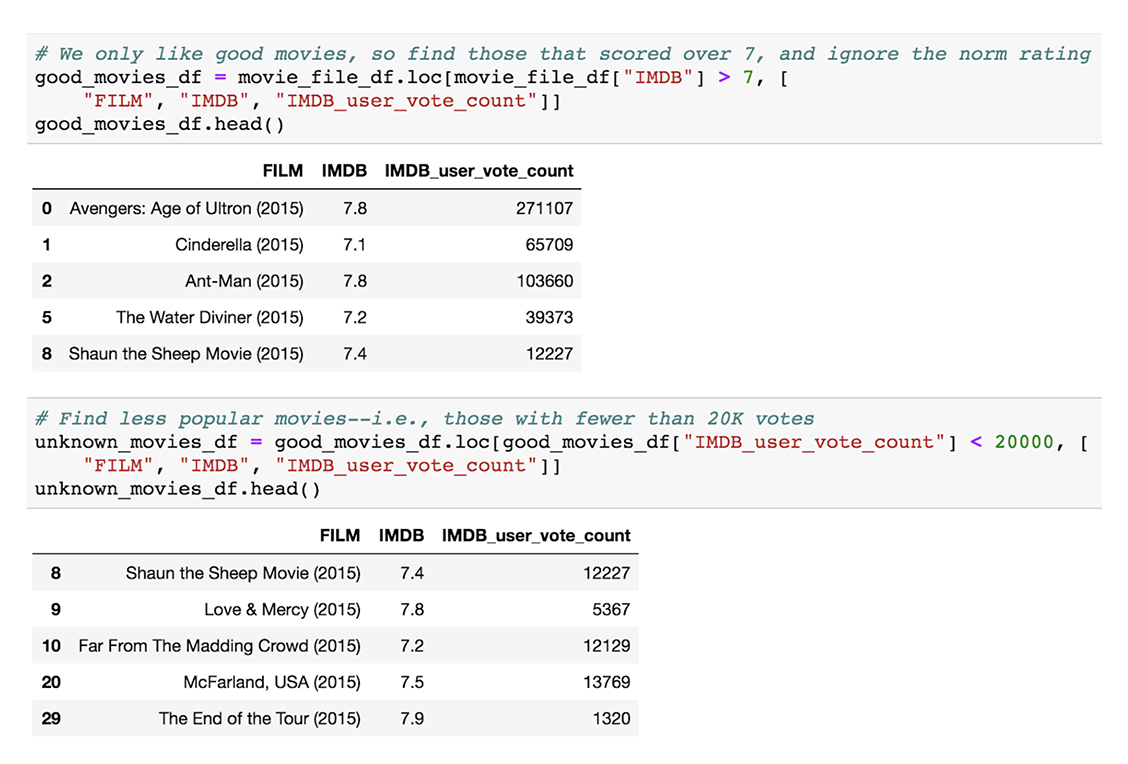 # We only like good movies, so find those that scored over 7, and ignore the norm rating
good_movies_df = movie_file_df.loc[movie_file_df["IMDB"] > 7, [
    "FILM", "IMDB", "IMDB_user_vote_count"]]
good_movies_df.head()
FILM IMDB IMDB_user_vote_count
0 Avengers: Age of Ultron (2015) 7.8 271107
1 Cinderella (2015) 7.1 65709
2 Ant-Man (2015) 7.8 103660
5 The Water Diviner (2015) 7.2 39373
8 Shaun the Sheep Movie (2015) 7.4 12227
# Find less popular movies--i.e., those with fewer than 20K votes
unknown_movies_df = good_movies_df.loc[good_movies_df["IMDB_user_vote_count"] < 20000, [
    "FILM", "IMDB", "IMDB_user_vote_count"]]
unknown_movies_df.head()
FILM IMDB IMDB_user_vote_count
8 Shaun the Sheep Movie (2015) 7.4 12227
9 Love & Mercy (2015) 7.8 5367
10 Far From The Madding Crowd (2015) 7.2 12129
20 McFarland, USA (2015) 7.5 13769
29 The End of the Tour (2015) 7.9 1320